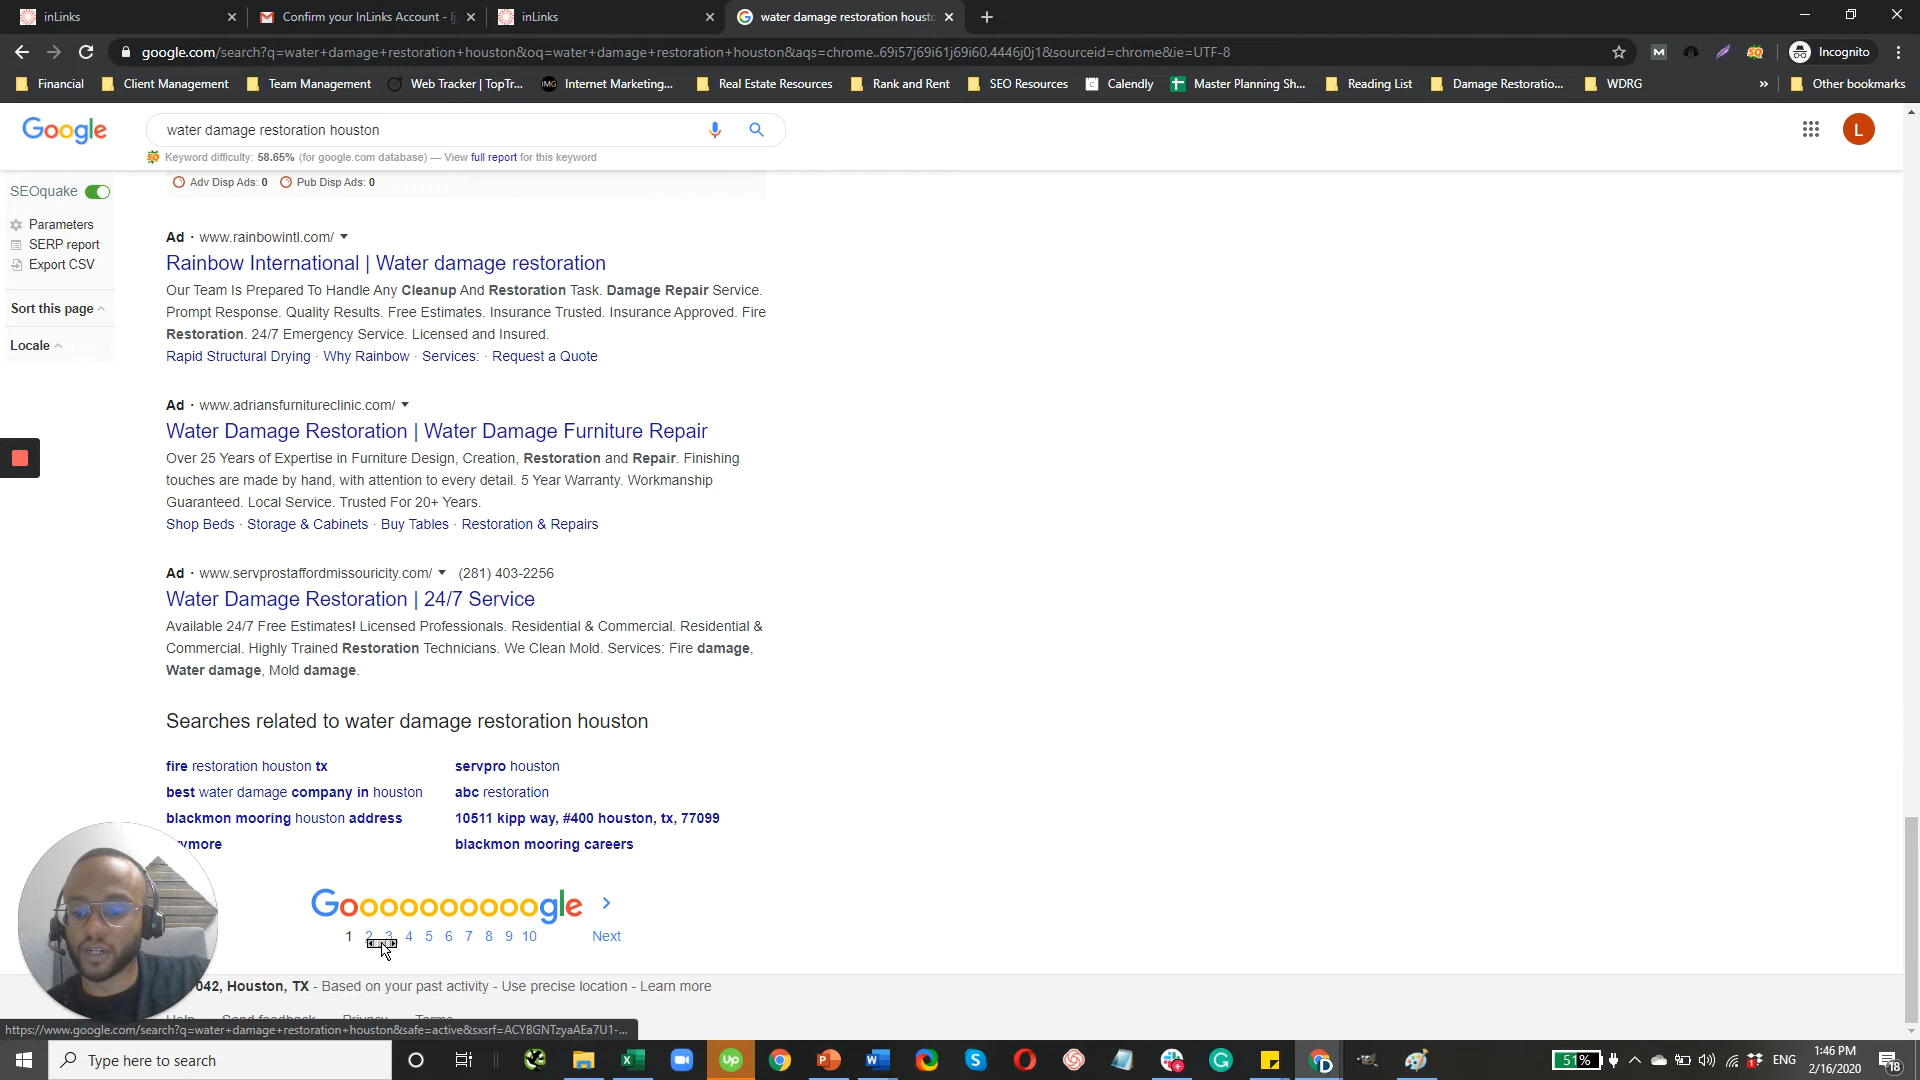 inLinks
Confirm your InLinks Account - lj
inLinks
water damage restoration housto
google.com/search?q=water+damage+restoration+houston&oq=water+damage+restoration+houston&aqs=chrome..69i57j69i61j69i60.4446j0j1&sourceid=chrome&ie=UTF-8
Incognito
Financial
Client Management
Team Management
Web Tracker | TopTr...
IMG
Internet Marketing...
Real Estate Resources
Rank and Rent
SEO Resources
Calendly
Master Planning Sh...
Reading List
Damage Restoratio...
WDRG
Other bookmarks
Google
water damage restoration houston
L
Keyword difficulty: 58.65% (for google.com database) — View full report for this keyword
SEOquake
Parameters
SERP report
Export CSV
Sort this page
Locale
Adv Disp Ads: 0 Pub Disp Ads: 0
Ad · www.rainbowintl.com/
Rainbow International | Water damage restoration
Our Team Is Prepared To Handle Any Cleanup And Restoration Task. Damage Repair Service.
Prompt Response. Quality Results. Free Estimates. Insurance Trusted. Insurance Approved. Fire
Restoration. 24/7 Emergency Service. Licensed and Insured.
Rapid Structural Drying · Why Rainbow · Services: · Request a Quote
Ad · www.adriansfurnitureclinic.com/
Water Damage Restoration | Water Damage Furniture Repair
Over 25 Years of Expertise in Furniture Design, Creation, Restoration and Repair. Finishing
touches are made by hand, with attention to every detail. 5 Year Warranty. Workmanship
Guaranteed. Local Service. Trusted For 20+ Years.
Shop Beds · Storage & Cabinets · Buy Tables · Restoration & Repairs
Ad · www.servprostaffordmissouricity.com/ (281) 403-2256
Water Damage Restoration | 24/7 Service
Available 24/7 Free Estimates! Licensed Professionals. Residential & Commercial. Residential &
Commercial. Highly Trained Restoration Technicians. We Clean Mold. Services: Fire damage,
Water damage, Mold damage.
Searches related to water damage restoration houston
fire restoration houston tx
servpro houston
best water damage company in houston
abc restoration
blackmon mooring houston address
10511 kipp way, #400 houston, tx, 77099
ymore
blackmon mooring careers
Goooooooooogle
1 2 3 4 5 6 7 8 9 10 Next
042, Houston, TX - Based on your past activity - Use precise location - Learn more
Help Send feedback Privacy Terms
https://www.google.com/search?q=water+damage+restoration+houston&safe=active&sxsrf=ACYBGNTzyaAEa7U1-...
Type here to search
Up
51%
ENG
1:46 PM
2/16/2020
18